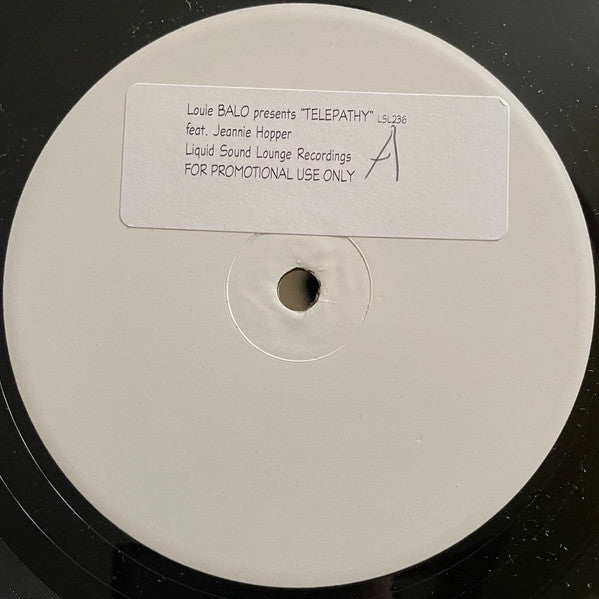 Louie BALO presents "TELEPATHY" LSL236
feat. Jeannie Hopper
Liquid Sound Lounge Recordings
FOR PROMOTIONAL USE ONLY
A